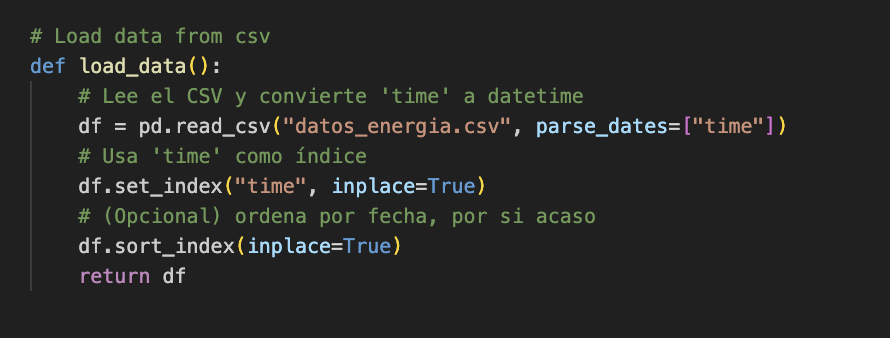 # Load data from csv
def load_data():
    # Lee el CSV y convierte 'time' a datetime
    df = pd.read_csv("datos_energia.csv", parse_dates=["time"])
    # Usa 'time' como índice
    df.set_index("time", inplace=True)
    # (Opcional) ordena por fecha, por si acaso
    df.sort_index(inplace=True)
    return df